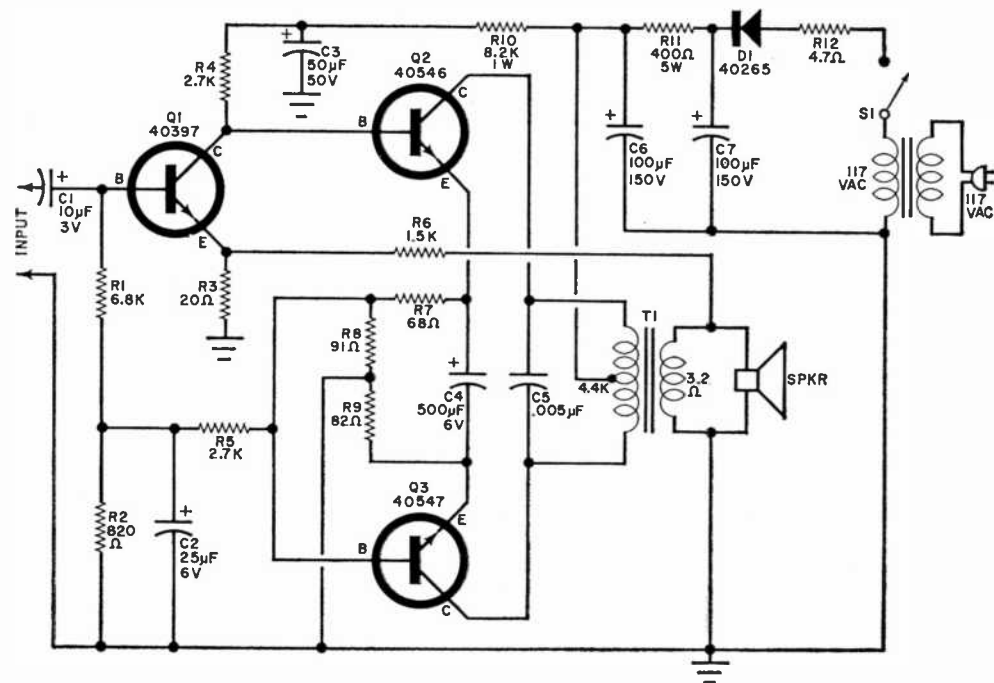 R4
2.7K
C3
50µF
50V
R10
8.2K
1W
R11
400Ω
5W
D1
40265
R12
4.7Ω
Q1
40397
Q2
40546
B
C
E
B
C
E
+
+
+
+
C6
100µF
150V
C7
100µF
150V
S1
117
VAC
117
VAC
INPUT
C1
10µF
3V
R1
6.8K
R3
20Ω
R6
1.5K
R7
68Ω
R8
91Ω
R9
82Ω
+
C4
500µF
6V
C5
.005µF
4.4K
T1
3.2
Ω
SPKR
R5
2.7K
R2
820
Ω
+
C2
25µF
6V
Q3
40547
B
E
C